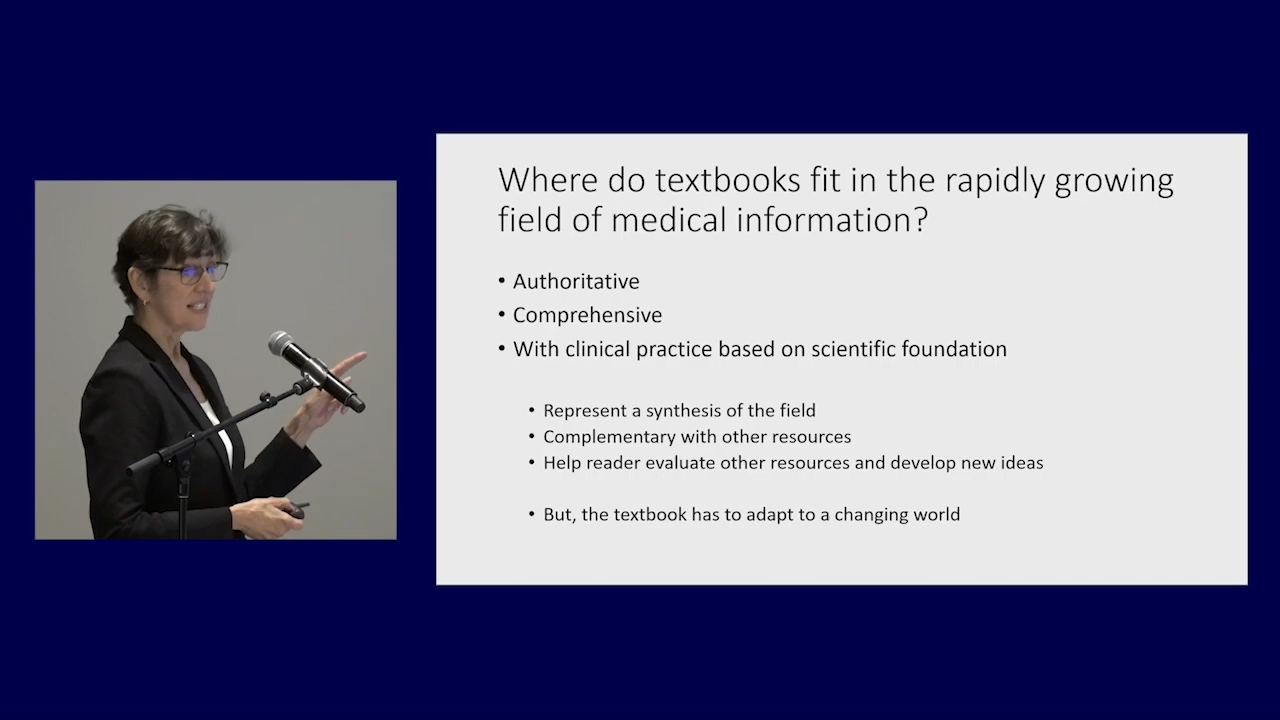 Where do textbooks fit in the rapidly growing
field of medical information?
• Authoritative
• Comprehensive
• With clinical practice based on scientific foundation
• Represent a synthesis of the field
• Complementary with other resources
• Help reader evaluate other resources and develop new ideas
• But, the textbook has to adapt to a changing world